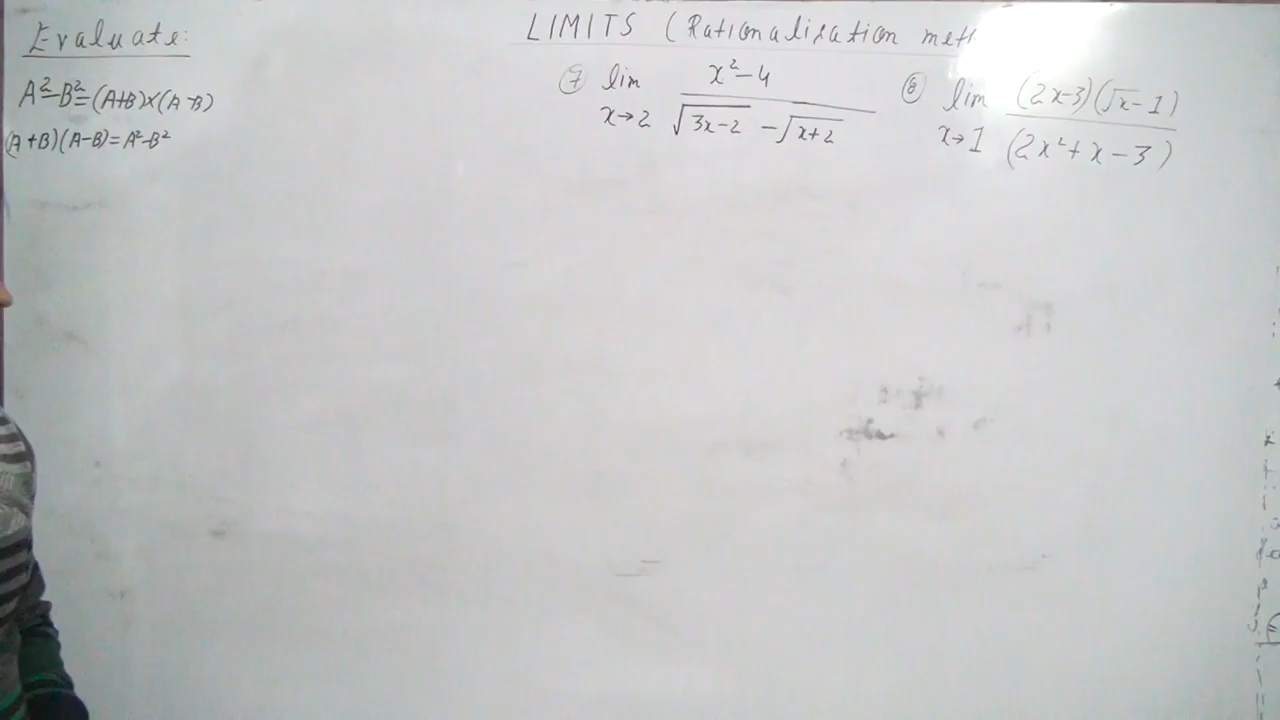 Evaluate:
A²-B²=(A+B)×(A-B)
(A+B)(A-B)=A²-B²
LIMITS (Rationalization meth
⑦ lim x→2 x²-4 / √3x-2 - √x+2
⑧ lim x→1 (2x-3)(√x-1) / (2x²+x-3)